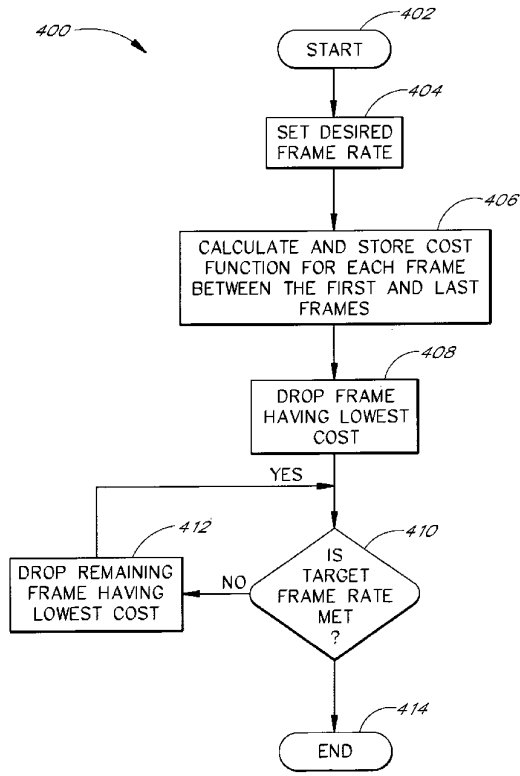 400
402
START
404
SET DESIRED
FRAME RATE
406
CALCULATE AND STORE COST
FUNCTION FOR EACH FRAME
BETWEEN THE FIRST AND LAST
FRAMES
408
DROP FRAME
HAVING LOWEST
COST
YES
412
DROP REMAINING
FRAME HAVING
LOWEST COST
NO
410
IS
TARGET
FRAME RATE
MET
?
414
END